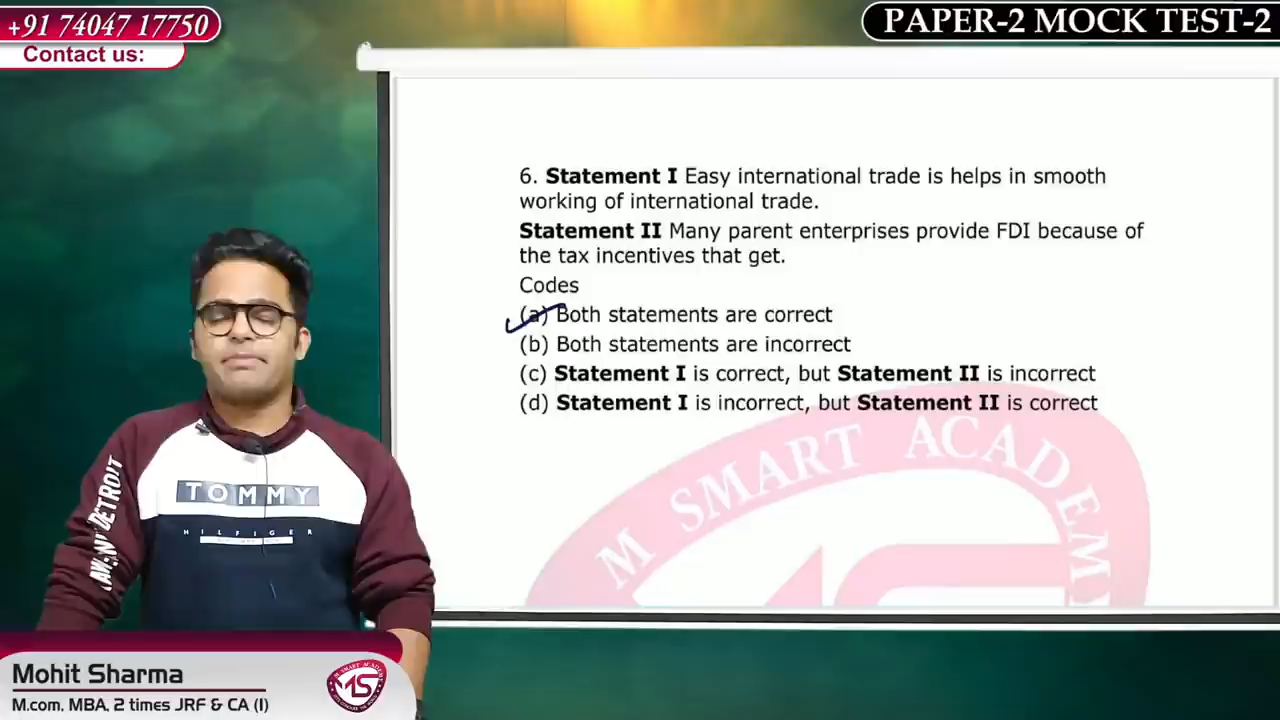 +91 74047 17750
Contact us:
PAPER-2 MOCK TEST-2
6. Statement I Easy international trade is helps in smooth
working of international trade.
Statement II Many parent enterprises provide FDI because of
the tax incentives that get.
Codes
(a) Both statements are correct
(b) Both statements are incorrect
(c) Statement I is correct, but Statement II is incorrect
(d) Statement I is incorrect, but Statement II is correct
M SMART ACADEM
TOMMY
HILFIGER
DETROIT
Mohit Sharma
M.com, MBA, 2 times JRF & CA (I)
M SMART ACADEMY
MS